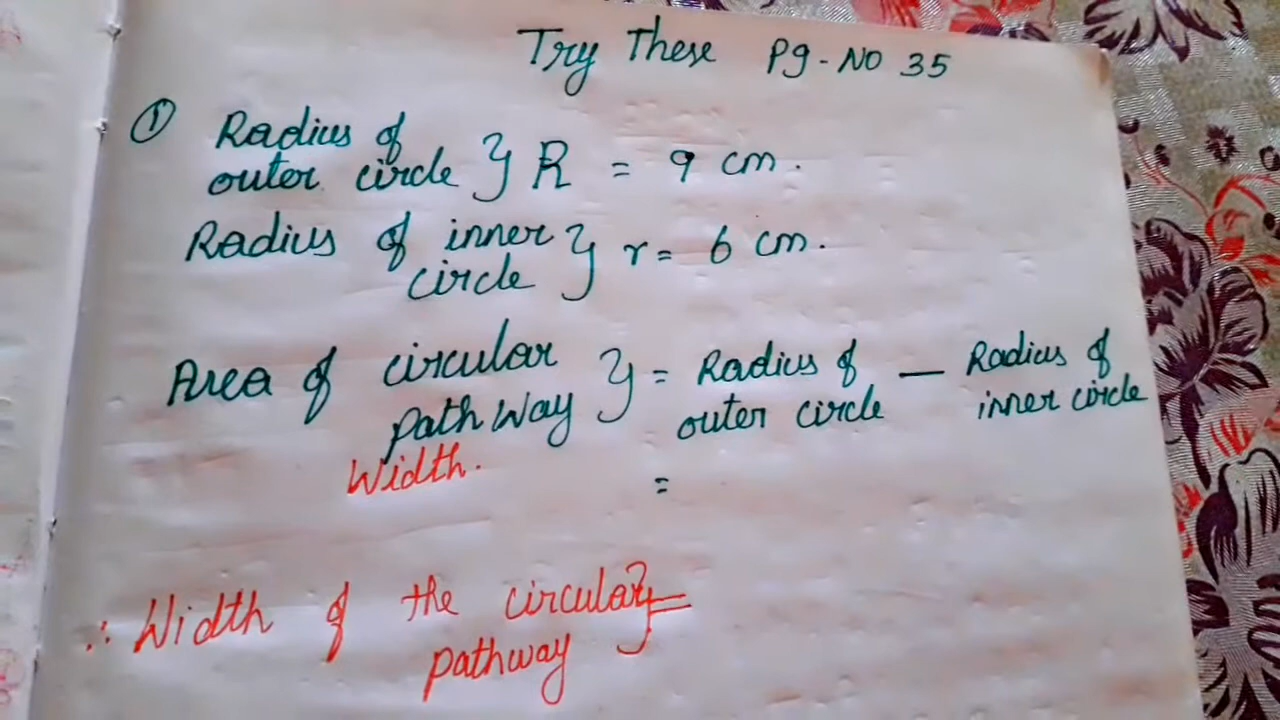 Try These Pg-No 35
① Radius of
outer circle } R = 9 cm.
Radius of inner
circle } r = 6 cm.
Area of circular
path way } = Radius of outer circle — Radius of inner circle
Width. =
∴ Width of the circular
pathway } =